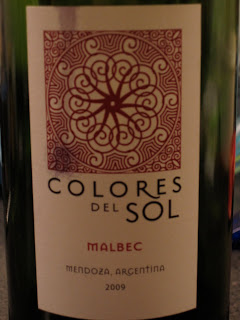 COLORES
DEL SOL
MALBEC
MENDOZA, ARGENTINA
2009